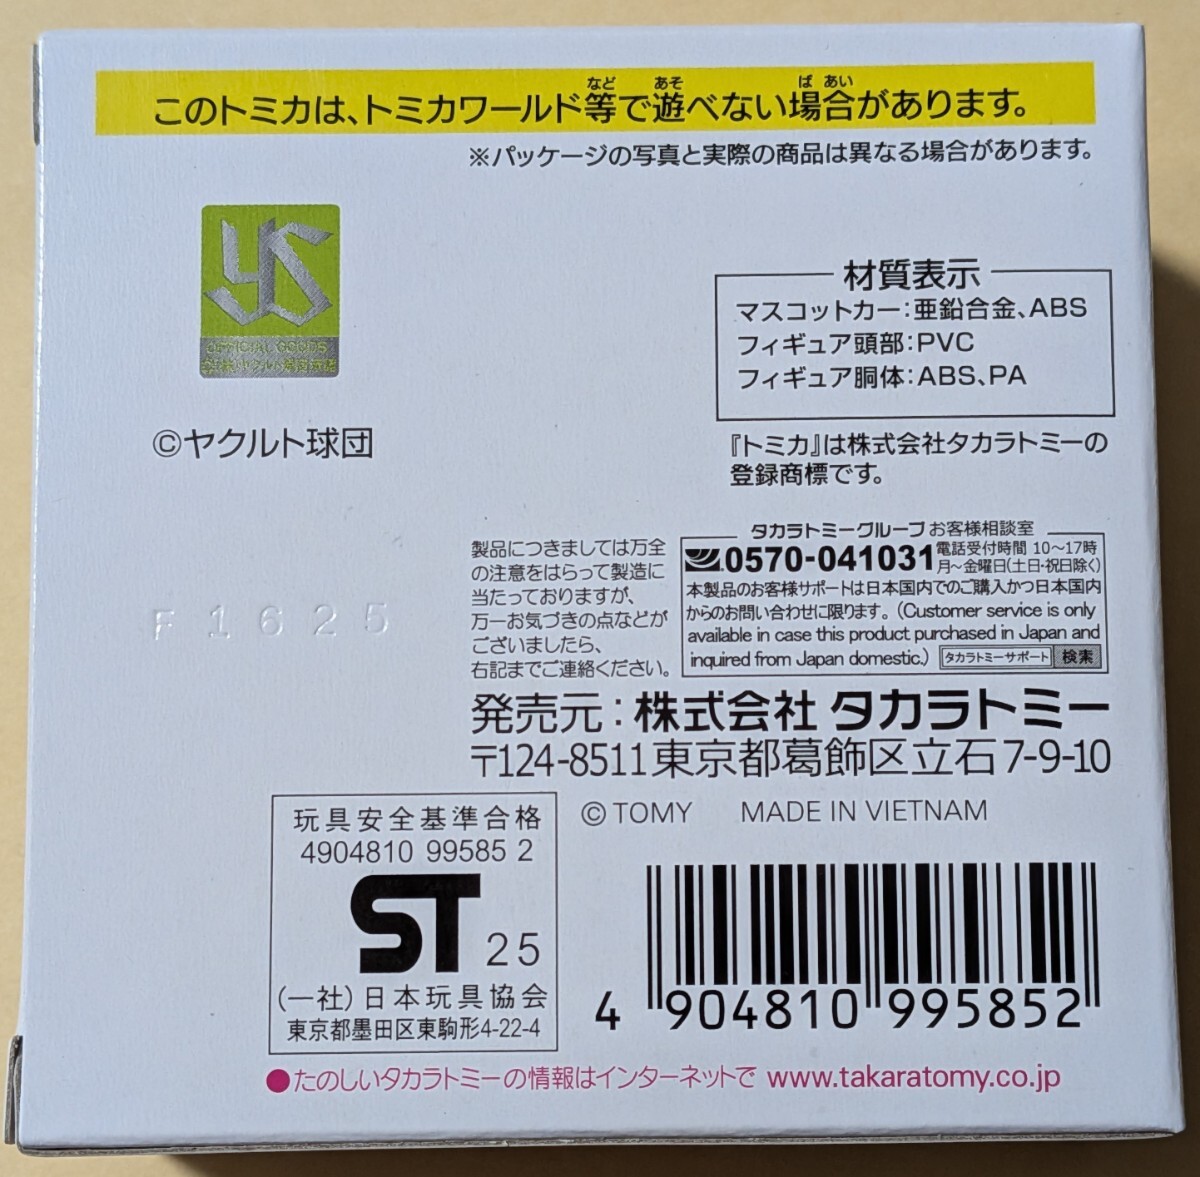 このトミカは、トミカワールド等で遊べない場合があります。
など あそ ば あい
※パッケージの写真と実際の商品は異なる場合があります。
YS
OFFICIAL GOODS
©ヤクルト球団
材質表示
マスコットカー:亜鉛合金、ABS
フィギュア頭部:PVC
フィギュア胴体:ABS、PA
『トミカ』は株式会社タカラトミーの
登録商標です。
製品につきましては万全
の注意をはらって製造に
当たっておりますが、
万一お気づきの点などが
ございましたら、
右記までご連絡ください。
タカラトミーグループ お客様相談室
0570-041031 電話受付時間 10〜17時
月〜金曜日(土日・祝日除く)
本製品のお客様サポートは日本国内でのご購入かつ日本国内
からのお問い合わせに限ります。(Customer service is only
available in case this product purchased in Japan and
inquired from Japan domestic.) タカラトミーサポート 検索
F1625
発売元:株式会社 タカラトミー
〒124-8511東京都葛飾区立石7-9-10
© TOMY MADE IN VIETNAM
玩具安全基準合格
4904810 99585 2
ST 25
(一社)日本玩具協会
東京都墨田区東駒形4-22-4
4 904810 995852
●たのしいタカラトミーの情報はインターネットで www.takaratomy.co.jp